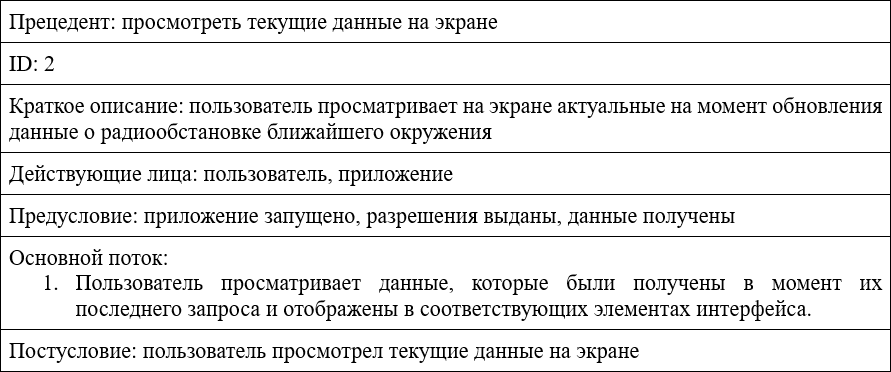 Прецедент: просмотреть текущие данные на экране
ID: 2
Краткое описание: пользователь просматривает на экране актуальные на момент обновления
данные о радиообстановке ближайшего окружения
Действующие лица: пользователь, приложение
Предусловие: приложение запущено, разрешения выданы, данные получены
Основной поток:
1. Пользователь просматривает данные, которые были получены в момент их
последнего запроса и отображены в соответствующих элементах интерфейса.
Постусловие: пользователь просмотрел текущие данные на экране